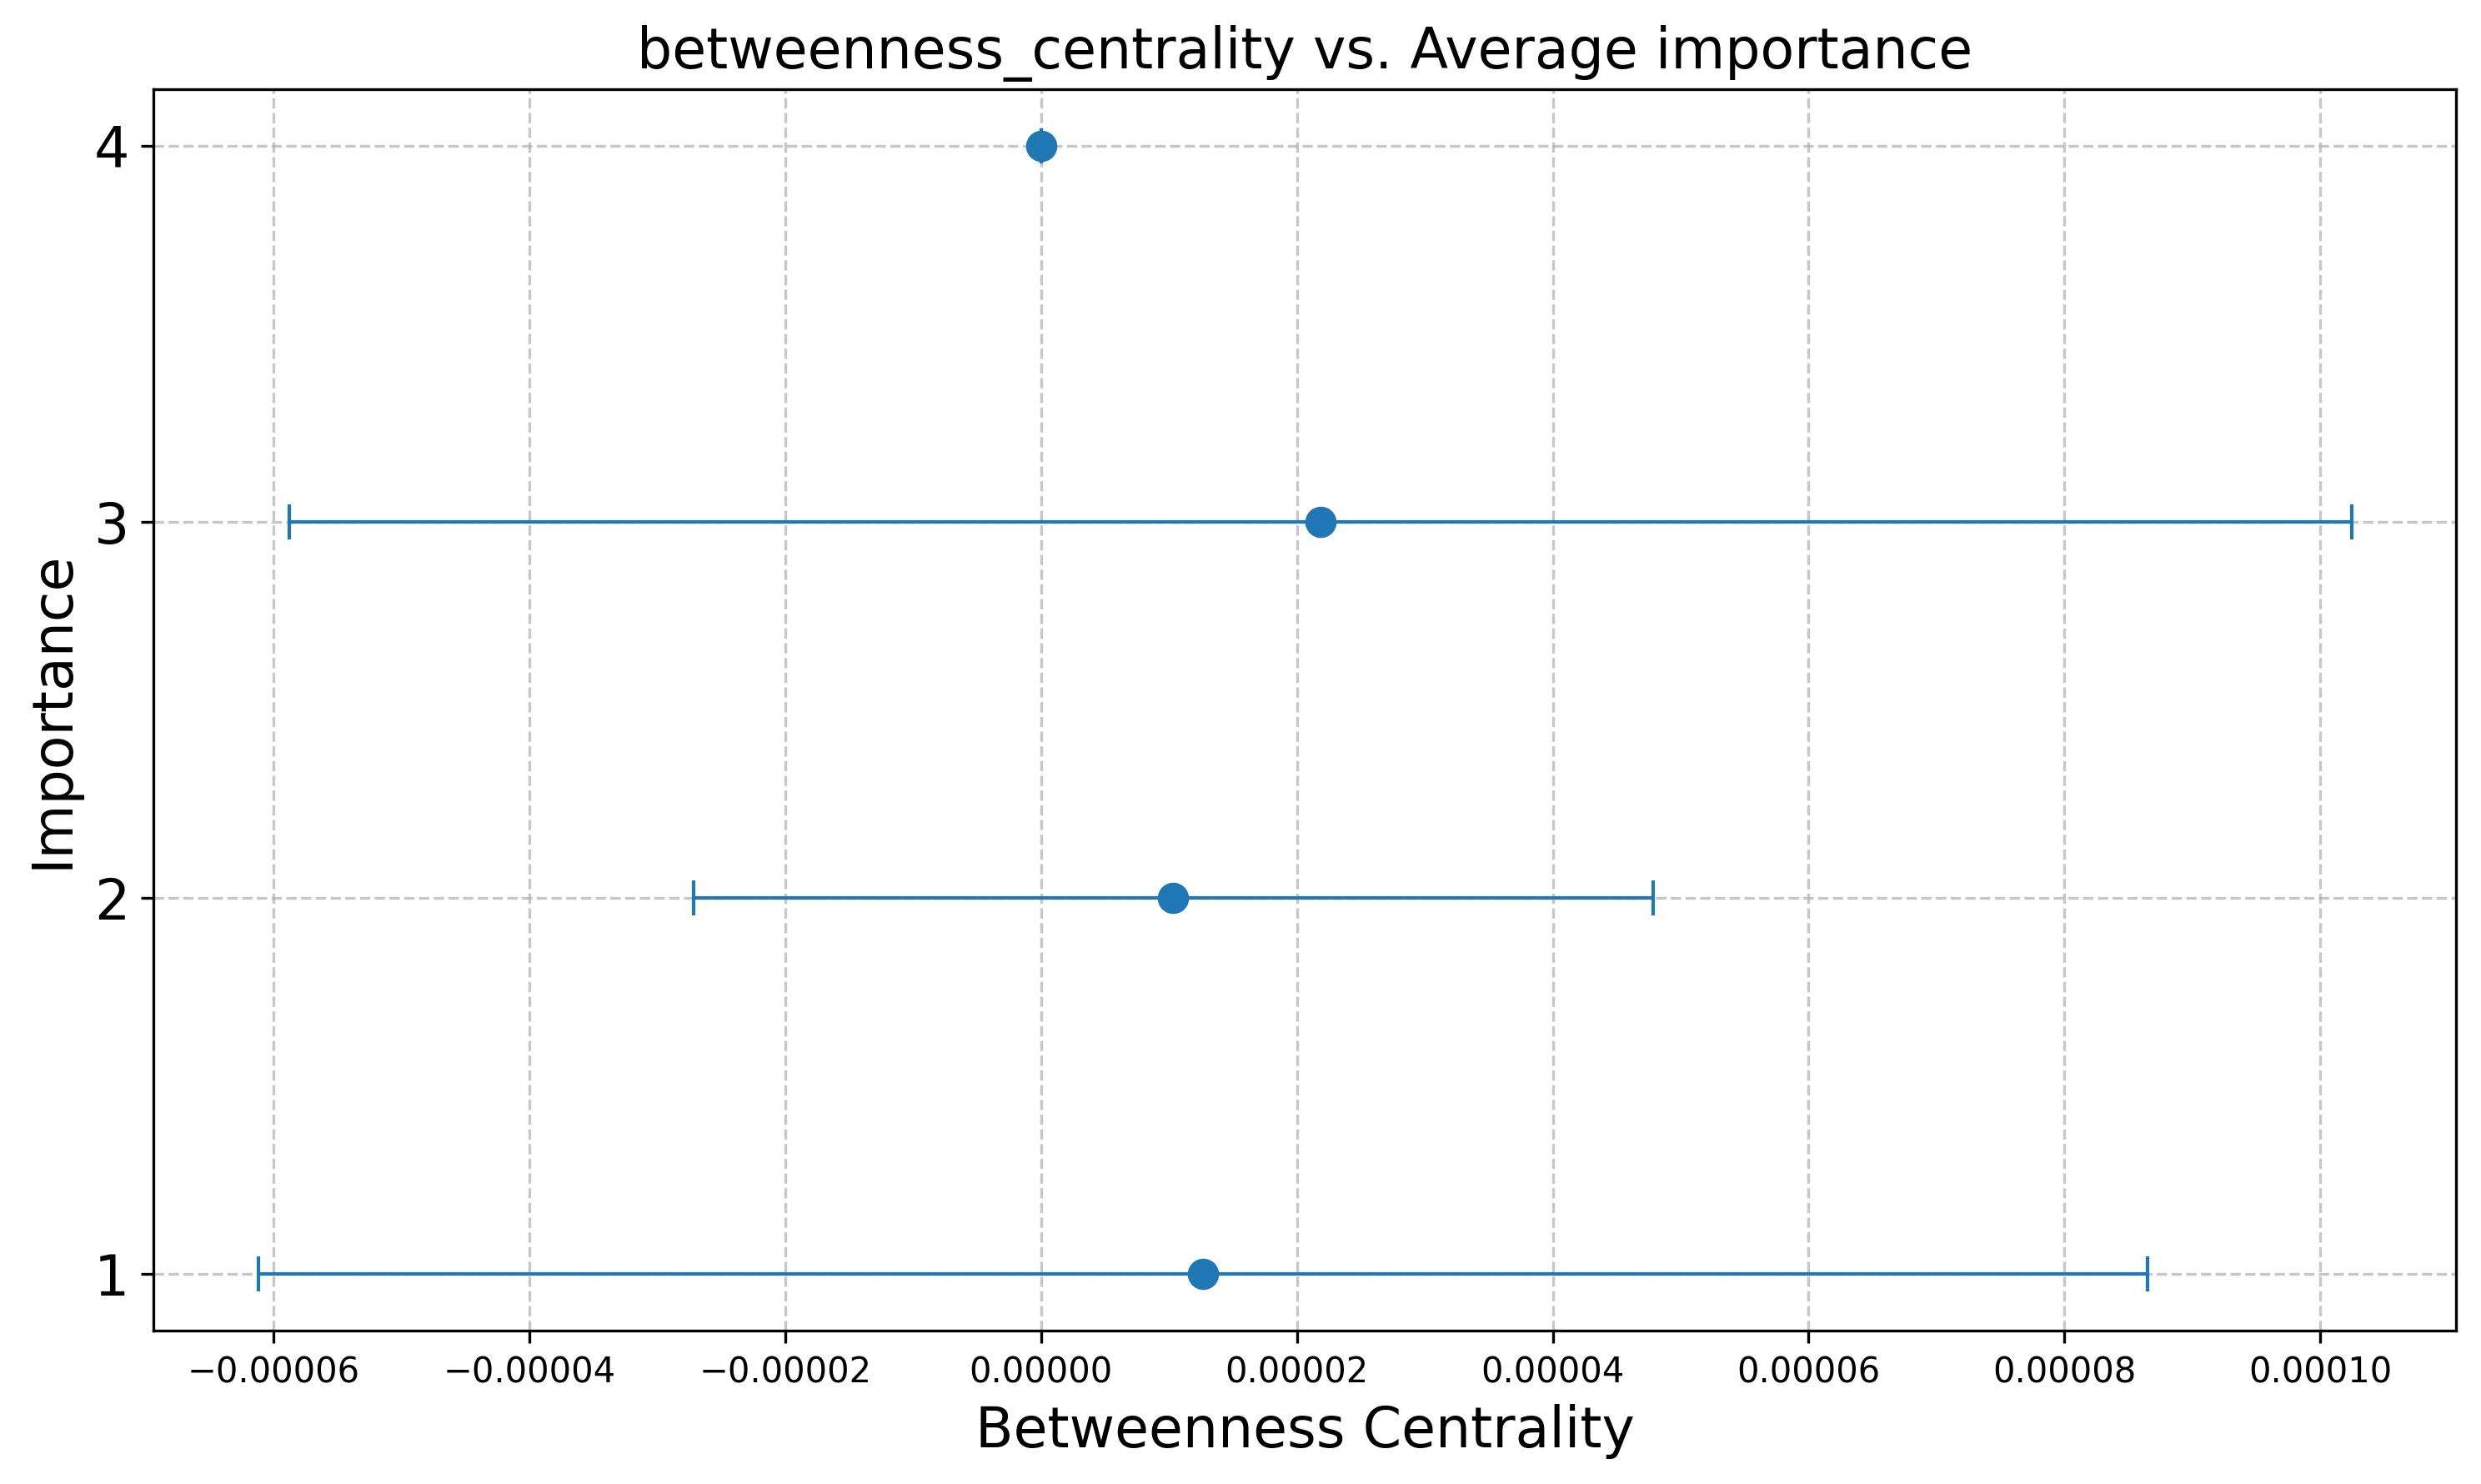 betweenness_centrality vs. Average importance
4
3
2
1
Importance
−0.00006 −0.00004 −0.00002 0.00000 0.00002 0.00004 0.00006 0.00008 0.00010
Betweenness Centrality